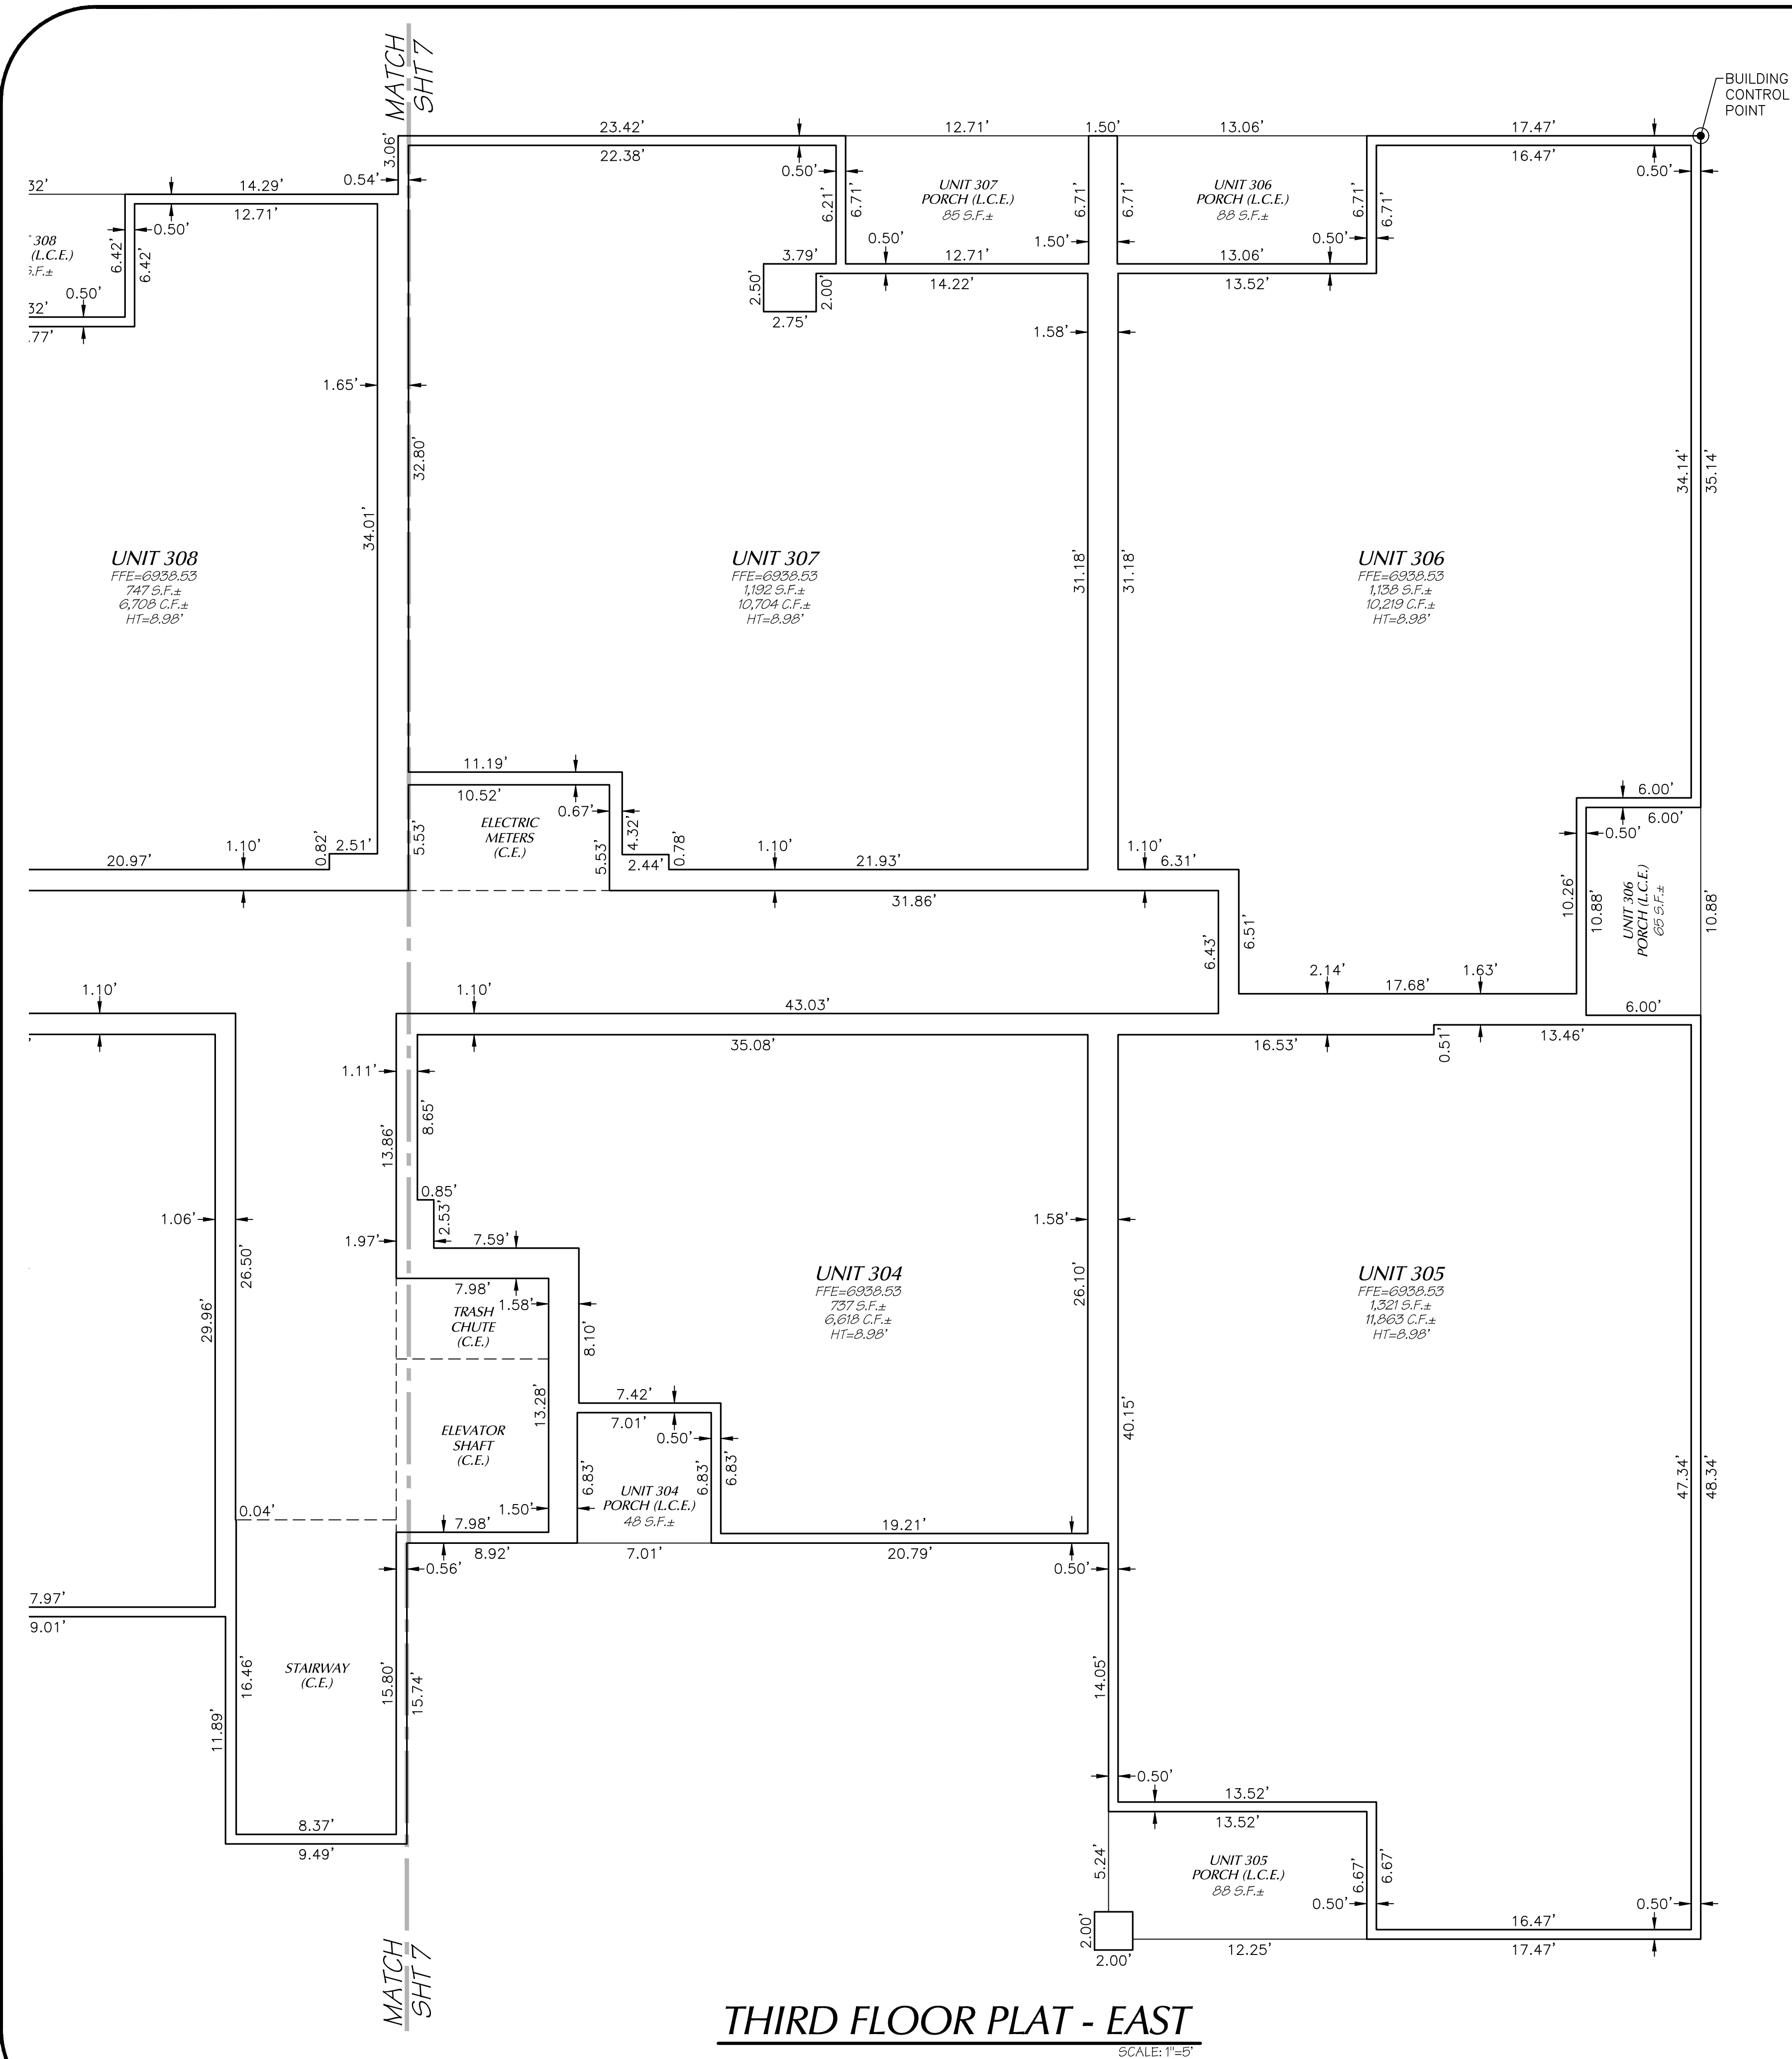 MATCH
SHT 7
BUILDING
CONTROL
POINT
23.42'
12.71'
1.50'
13.06'
17.47'
3.06'
22.38'
16.47'
0.54'
0.50'
0.50'
32'
14.29'
12.71'
0.50'
6.42'
6.42'
308
(L.C.E.)
S.F.±
0.50'
32'
.77'
6.21'
6.71'
UNIT 307
PORCH (L.C.E.)
85 S.F.±
6.71'
6.71'
UNIT 306
PORCH (L.C.E.)
88 S.F.±
6.71'
6.71'
3.79'
0.50'
12.71'
1.50'
13.06'
0.50'
2.50'
2.00'
14.22'
13.52'
2.75'
1.58'
1.65'
32.80'
34.01'
31.18'
31.18'
34.14'
35.14'
UNIT 308
FFE=6938.53
747 S.F.±
6,708 C.F.±
HT=8.98'
UNIT 307
FFE=6938.53
1,192 S.F.±
10,704 C.F.±
HT=8.98'
UNIT 306
FFE=6938.53
1,138 S.F.±
10,219 C.F.±
HT=8.98'
11.19'
10.52'
0.67'
ELECTRIC
METERS
(C.E.)
5.53'
5.53'
4.32'
2.44'
0.78'
20.97'
1.10'
0.82'
2.51'
1.10'
21.93'
1.10'
6.31'
31.86'
6.00'
6.00'
0.50'
10.26'
10.88'
UNIT 306
PORCH (L.C.E.)
65 S.F.±
10.88'
6.43'
6.51'
2.14'
17.68'
1.63'
6.00'
1.10'
1.10'
43.03'
'
35.08'
16.53'
0.51'
13.46'
1.11'
8.65'
13.86'
0.85'
2.53'
1.06'
1.97'
7.59'
1.58'
26.50'
7.98'
1.58'
TRASH
CHUTE
(C.E.)
29.96'
8.10'
26.10'
UNIT 304
FFE=6938.53
737 S.F.±
6,618 C.F.±
HT=8.98'
UNIT 305
FFE=6938.53
1,321 S.F.±
11,863 C.F.±
HT=8.98'
13.28'
7.42'
7.01'
0.50'
40.15'
ELEVATOR
SHAFT
(C.E.)
6.83'
6.83'
6.83'
47.34'
48.34'
0.04'
1.50'
UNIT 304
PORCH (L.C.E.)
48 S.F.±
7.98'
19.21'
8.92'
0.56'
7.01'
20.79'
0.50'
7.97'
9.01'
STAIRWAY
(C.E.)
16.46'
15.80'
15.74'
14.05'
11.89'
0.50'
13.52'
13.52'
8.37'
9.49'
5.24'
UNIT 305
PORCH (L.C.E.)
88 S.F.±
6.67'
6.67'
0.50'
0.50'
16.47'
2.00'
2.00'
12.25'
17.47'
MATCH
SHT 7
THIRD FLOOR PLAT - EAST
SCALE: 1"=5'